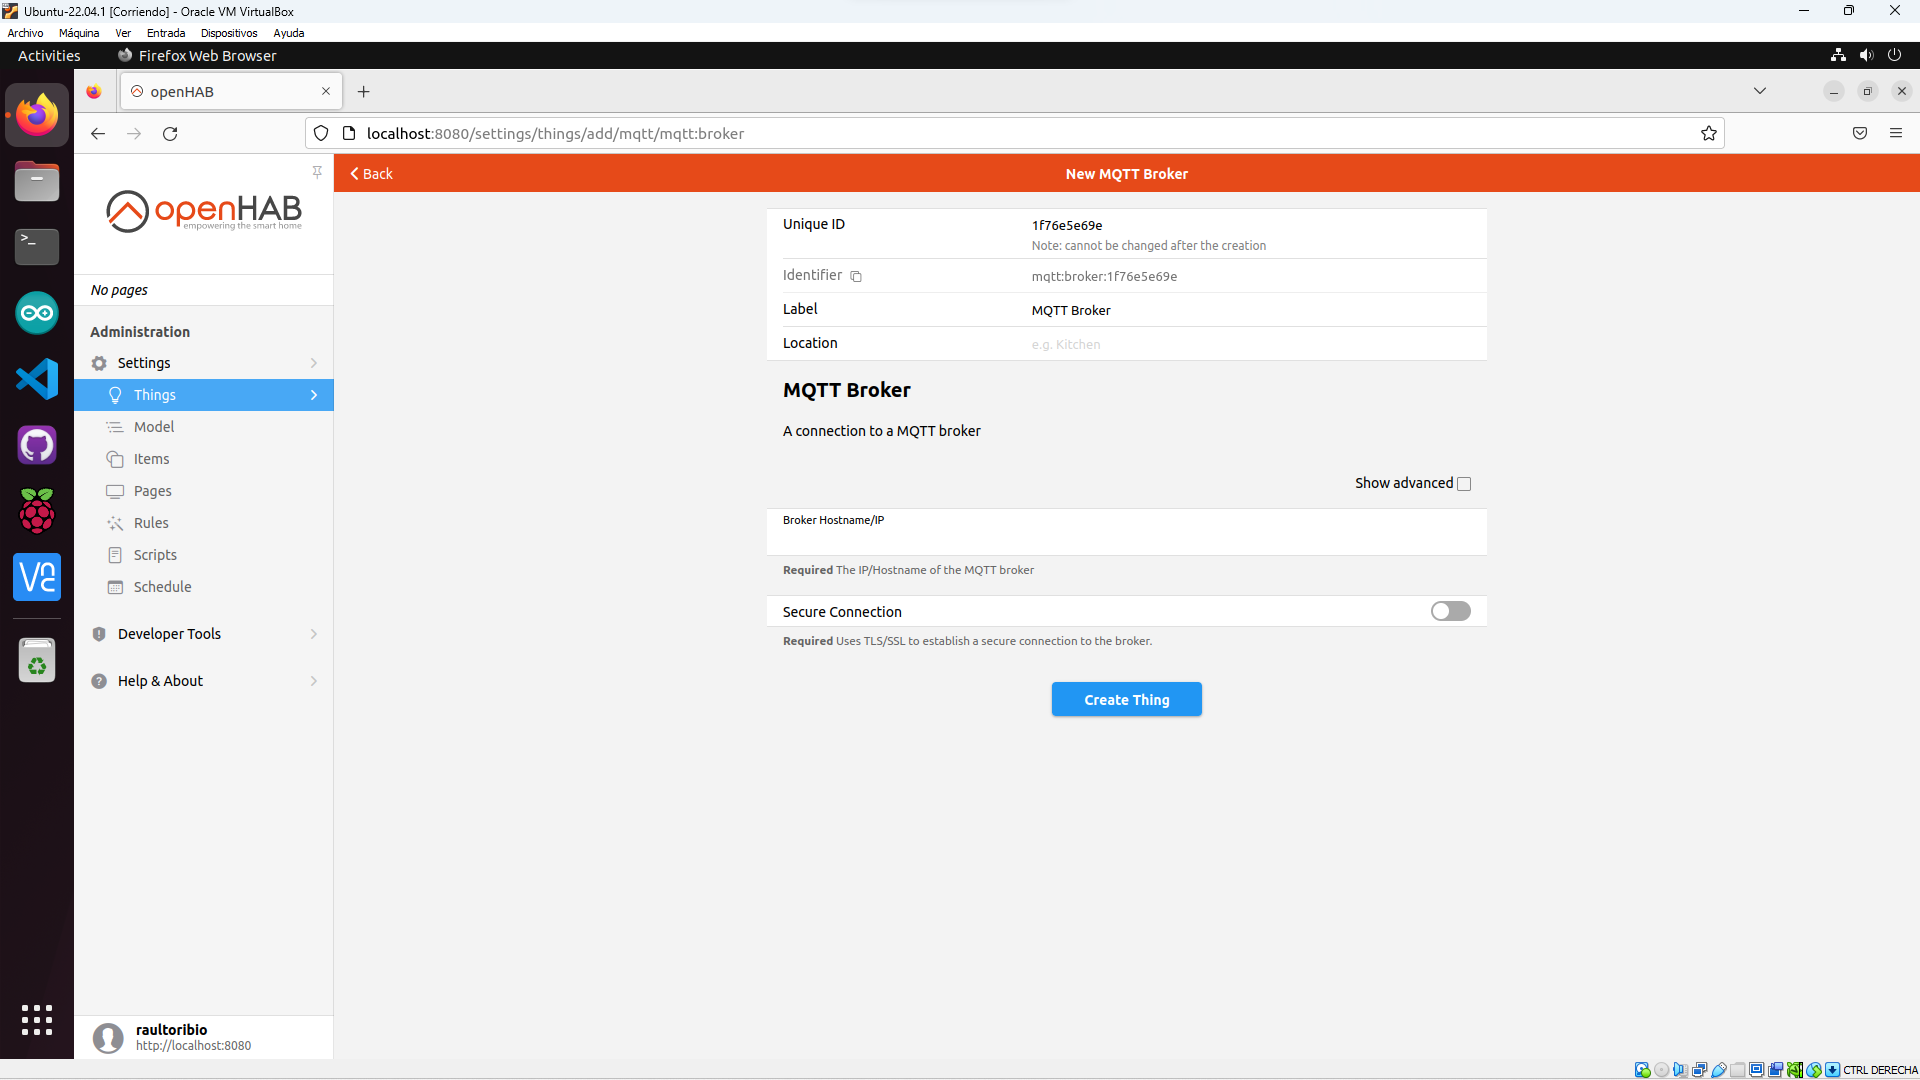 Ubuntu-22.04.1 [Corriendo] - Oracle VM VirtualBox
Archivo Máquina Ver Entrada Dispositivos Ayuda
Activities Firefox Web Browser
openHAB
localhost:8080/settings/things/add/mqtt/mqtt:broker
openHAB
empowering the smart home
No pages
Administration
Settings
Things
Model
Items
Pages
Rules
Scripts
Schedule
Developer Tools
Help & About
raultoribio
http://localhost:8080
Back
New MQTT Broker
Unique ID 1f76e5e69e
Note: cannot be changed after the creation
Identifier mqtt:broker:1f76e5e69e
Label MQTT Broker
Location e.g. Kitchen
MQTT Broker
A connection to a MQTT broker
Show advanced
Broker Hostname/IP
Required The IP/Hostname of the MQTT broker
Secure Connection
Required Uses TLS/SSL to establish a secure connection to the broker.
Create Thing
CTRL DERECHA